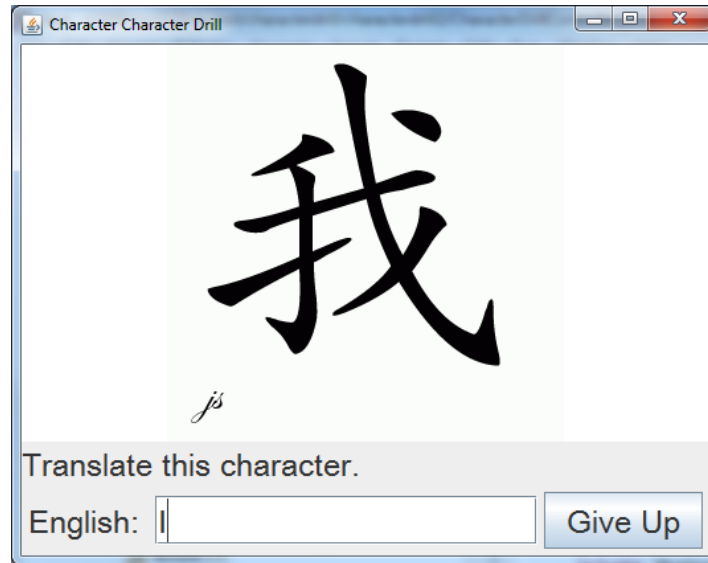 Character Character Drill
我
js
Translate this character.
English: I
Give Up